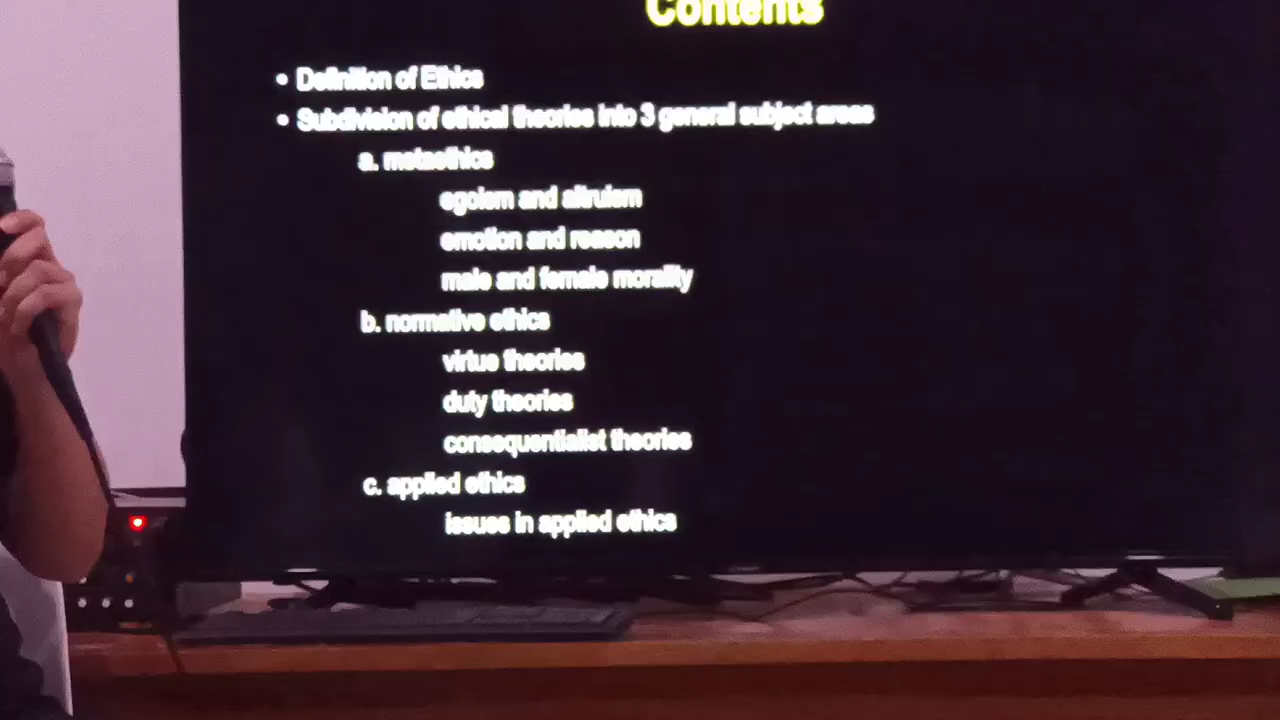 Contents
• Definition of Ethics
• Subdivision of ethical theories into 3 general subject areas
a. metaethics
egoism and altruism
emotion and reason
male and female morality
b. normative ethics
virtue theories
duty theories
consequentialist theories
c. applied ethics
issues in applied ethics